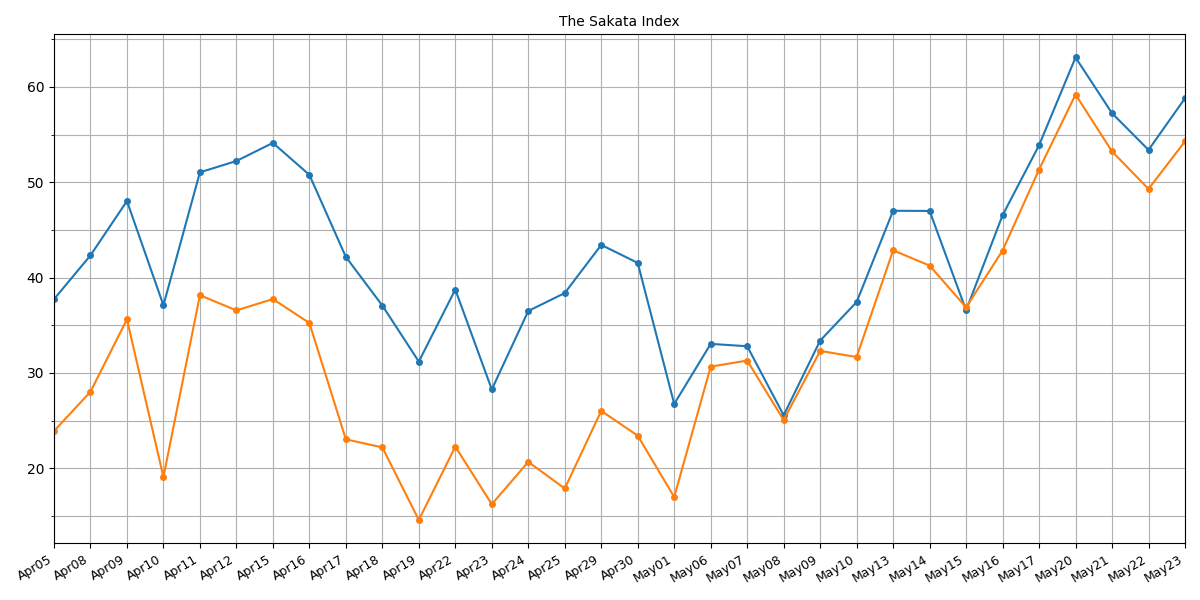 The Sakata Index
60
50
40
30
20
Apr05 Apr08 Apr09 Apr10 Apr11 Apr12 Apr15 Apr16 Apr17 Apr18 Apr19 Apr22 Apr23 Apr24 Apr25 Apr29 Apr30 May01 May06 May07 May08 May09 May10 May13 May14 May15 May16 May17 May20 May21 May22 May23